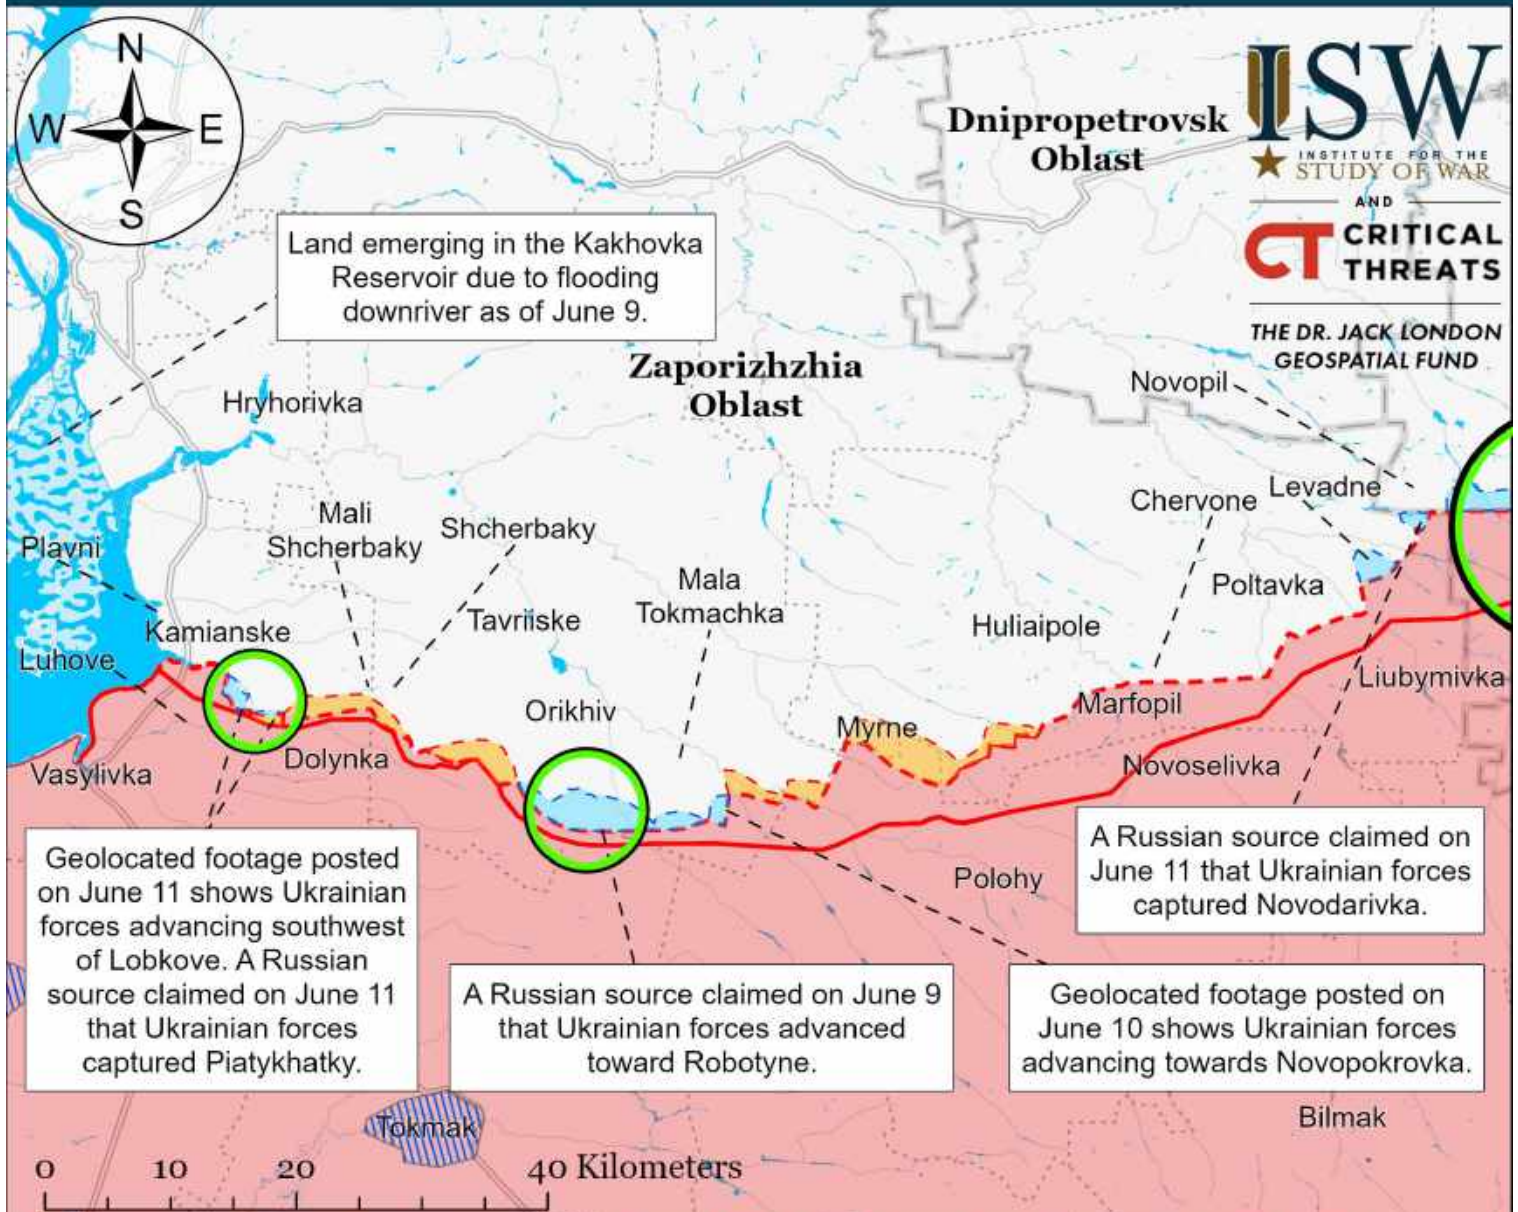 N
W
E
S
ISW
INSTITUTE FOR THE
STUDY OF WAR
AND
CT CRITICAL
THREATS
THE DR. JACK LONDON
GEOSPATIAL FUND
Dnipropetrovsk
Oblast
Land emerging in the Kakhovka
Reservoir due to flooding
downriver as of June 9.
Zaporizhzhia
Oblast
Novopil
Hryhorivka
Levadne
Chervone
Mali
Shcherbaky
Shcherbaky
Plavni
Mala
Tokmachka
Poltavka
Tavriiske
Huliaipole
Kamianske
Luhove
Liubymivka
Marfopil
Orikhiv
Myrne
Dolynka
Novoselivka
Vasylivka
Polohy
A Russian source claimed on
June 11 that Ukrainian forces
captured Novodarivka.
Geolocated footage posted
on June 11 shows Ukrainian
forces advancing southwest
of Lobkove. A Russian
source claimed on June 11
that Ukrainian forces
captured Piatykhatky.
A Russian source claimed on June 9
that Ukrainian forces advanced
toward Robotyne.
Geolocated footage posted on
June 10 shows Ukrainian forces
advancing towards Novopokrovka.
Tokmak
Bilmak
0 10 20 40 Kilometers